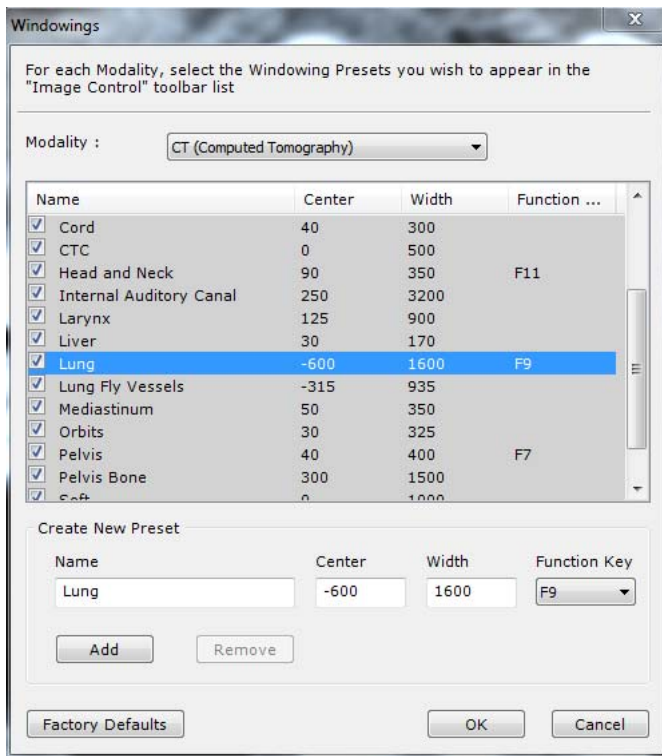 Windowings
For each Modality, select the Windowing Presets you wish to appear in the
"Image Control" toolbar list
Modality : CT (Computed Tomography)
Name Center Width Function ...
Cord 40 300
CTC 0 500
Head and Neck 90 350 F11
Internal Auditory Canal 250 3200
Larynx 125 900
Liver 30 170
Lung -600 1600 F9
Lung Fly Vessels -315 935
Mediastinum 50 350
Orbits 30 325
Pelvis 40 400 F7
Pelvis Bone 300 1500
Soft 0 1000
Create New Preset
Name Center Width Function Key
Lung -600 1600 F9
Add Remove
Factory Defaults OK Cancel